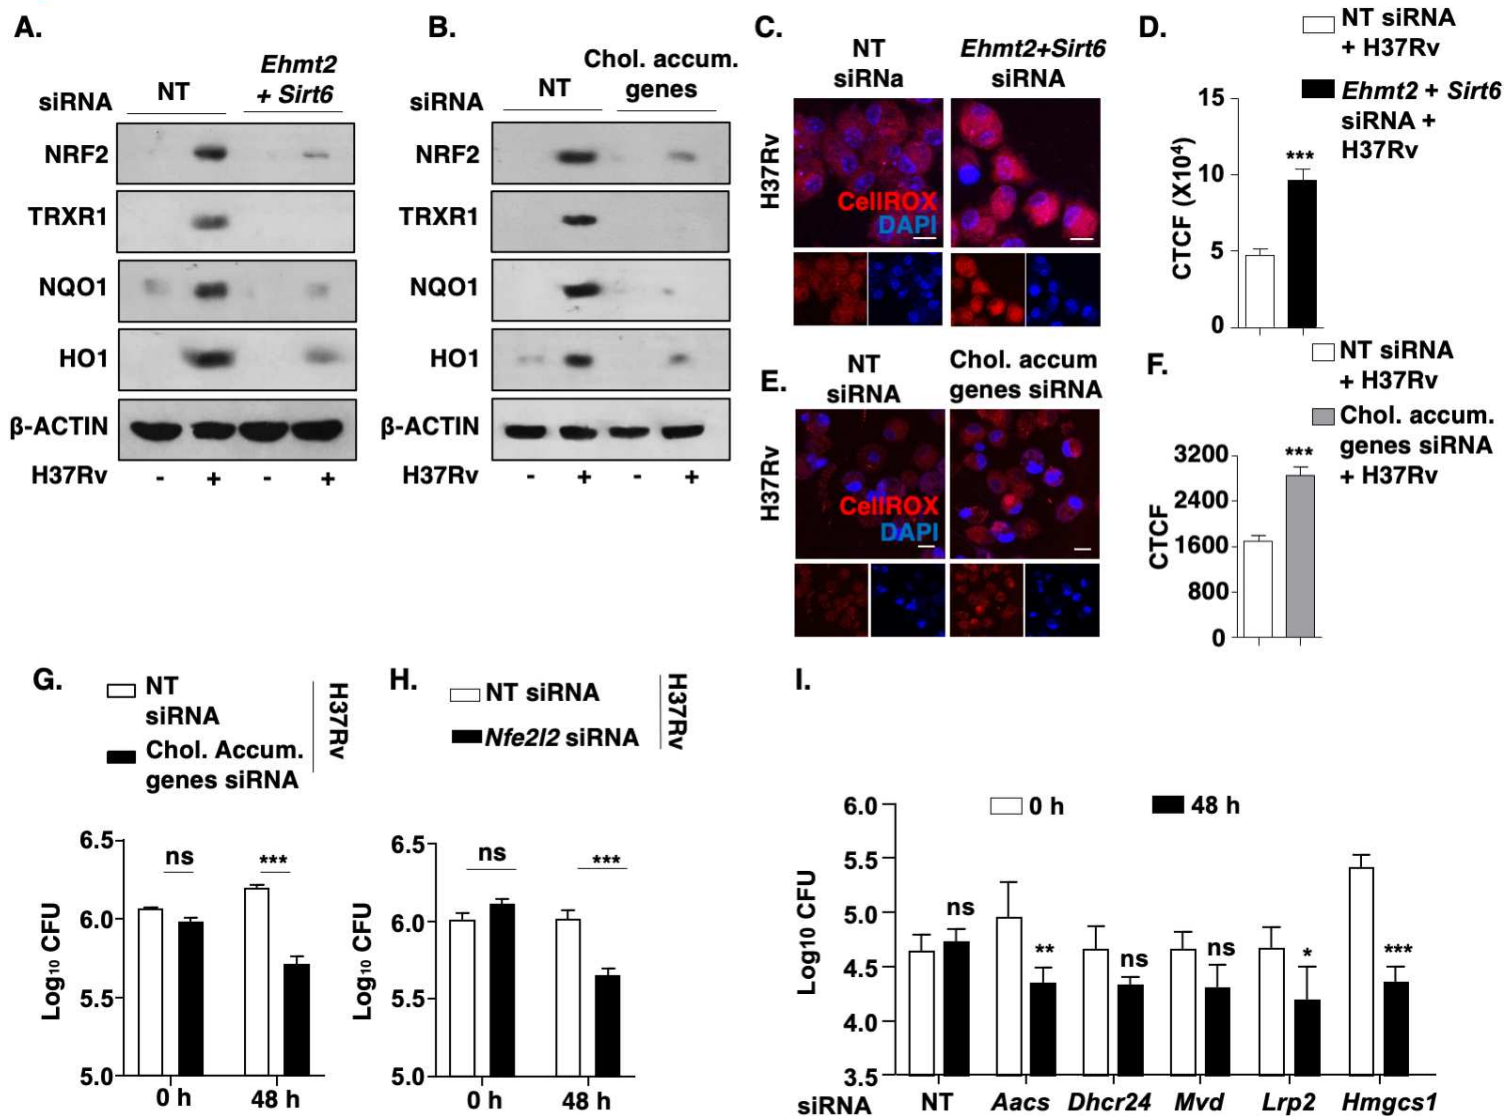 A.
siRNA
NT
Ehmt2
+ Sirt6
NRF2
TRXR1
NQO1
HO1
β-ACTIN
H37Rv - + - +
B.
siRNA
NT
Chol. accum.
genes
NRF2
TRXR1
NQO1
HO1
β-ACTIN
H37Rv - + - +
C.
NT
siRNa
Ehmt2+Sirt6
siRNA
H37Rv
CellROX
DAPI
D.
NT siRNA
+ H37Rv
Ehmt2 + Sirt6
siRNA +
H37Rv
CTCF (X10⁴)
15
10
5
0
***
E.
NT
siRNA
Chol. accum
genes siRNA
H37Rv
CellROX
DAPI
F.
NT siRNA
+ H37Rv
Chol. accum.
genes siRNA
+ H37Rv
CTCF
3200
2400
1600
800
0
***
G.
NT
siRNA
Chol. Accum.
genes siRNA
H37Rv
Log₁₀ CFU
6.5
6.0
5.5
5.0
ns
***
0 h 48 h
H.
NT siRNA
Nfe2l2 siRNA
H37Rv
Log₁₀ CFU
6.5
6.0
5.5
5.0
ns
***
0 h 48 h
I.
0 h
48 h
Log₁₀ CFU
6.0
5.5
5.0
4.5
4.0
3.5
ns
**
ns
ns
*
***
siRNA NT Aacs Dhcr24 Mvd Lrp2 Hmgcs1